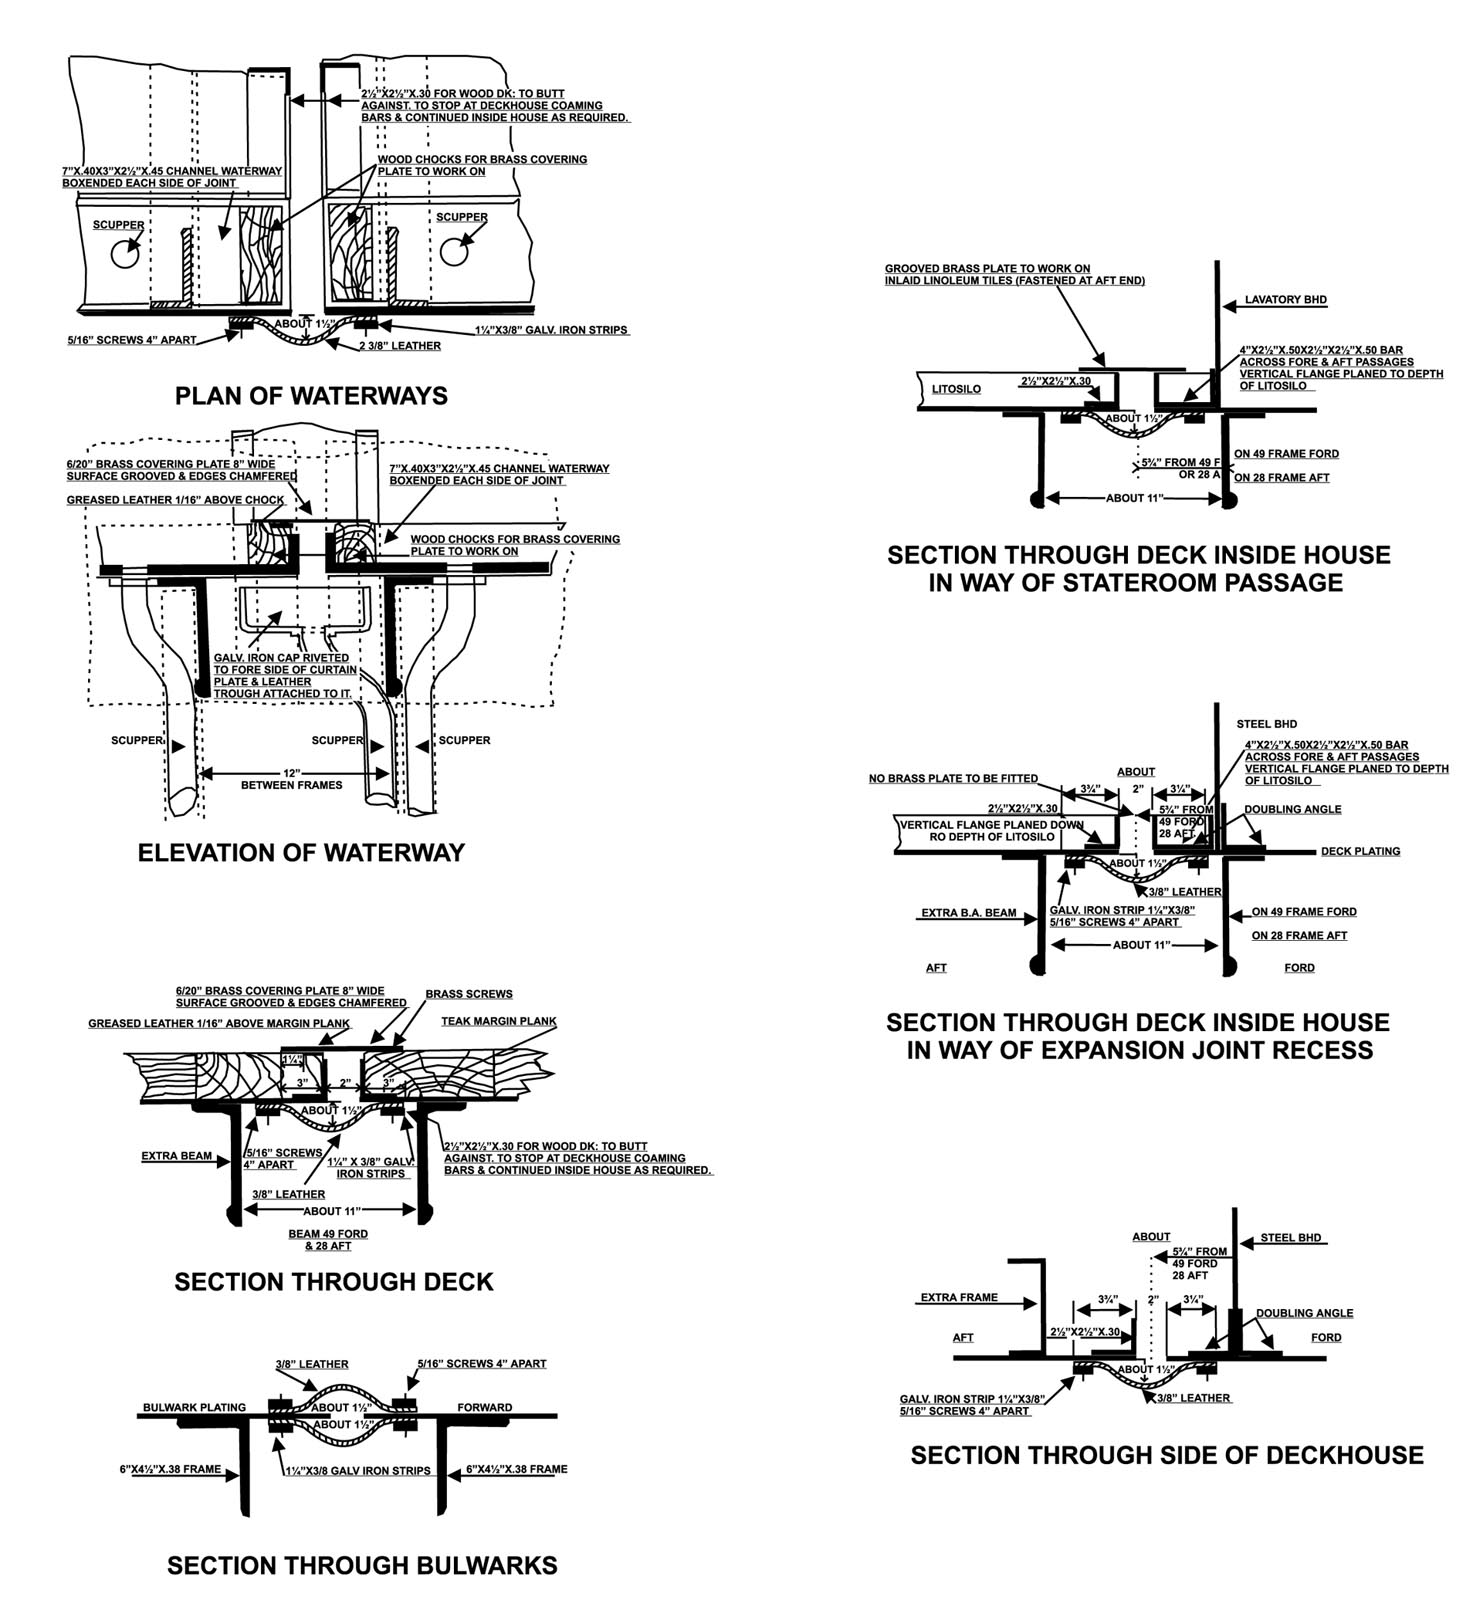 2½”X2½”X.30 FOR WOOD DK: TO BUTT
AGAINST. TO STOP AT DECKHOUSE COAMING
BARS & CONTINUED INSIDE HOUSE AS REQUIRED.
WOOD CHOCKS FOR BRASS COVERING
PLATE TO WORK ON
7”X.40X3”X2½”X.45 CHANNEL WATERWAY
BOXENDED EACH SIDE OF JOINT
SCUPPER
SCUPPER
ABOUT 1½”
5/16” SCREWS 4” APART
1¼”X3/8” GALV. IRON STRIPS
2 3/8” LEATHER
PLAN OF WATERWAYS
6/20” BRASS COVERING PLATE 8” WIDE
SURFACE GROOVED & EDGES CHAMFERED
GREASED LEATHER 1/16” ABOVE CHOCK
7”X.40X3”X2½”X.45 CHANNEL WATERWAY
BOXENDED EACH SIDE OF JOINT
WOOD CHOCKS FOR BRASS COVERING
PLATE TO WORK ON
GALV. IRON CAP RIVETED
TO FORE SIDE OF CURTAIN
PLATE & LEATHER
TROUGH ATTACHED TO IT.
SCUPPER
SCUPPER
SCUPPER
12”
BETWEEN FRAMES
ELEVATION OF WATERWAY
6/20” BRASS COVERING PLATE 8” WIDE
SURFACE GROOVED & EDGES CHAMFERED
BRASS SCREWS
GREASED LEATHER 1/16” ABOVE MARGIN PLANK
TEAK MARGIN PLANK
1¼”
3”
2”
3”
ABOUT 1½”
EXTRA BEAM
5/16” SCREWS
4” APART
1¼” X 3/8” GALV.
IRON STRIPS
2½”X2½”X.30 FOR WOOD DK: TO BUTT
AGAINST. TO STOP AT DECKHOUSE COAMING
BARS & CONTINUED INSIDE HOUSE AS REQUIRED.
3/8” LEATHER
ABOUT 11”
BEAM 49 FORD
& 28 AFT
SECTION THROUGH DECK
3/8” LEATHER
5/16” SCREWS 4” APART
BULWARK PLATING
ABOUT 1½”
FORWARD
ABOUT 1½”
6”X4½”X.38 FRAME
1¼”X3/8 GALV IRON STRIPS
6”X4½”X.38 FRAME
SECTION THROUGH BULWARKS
GROOVED BRASS PLATE TO WORK ON
INLAID LINOLEUM TILES (FASTENED AT AFT END)
LAVATORY BHD
4”X2½”X.50X2½”X2½”X.50 BAR
ACROSS FORE & AFT PASSAGES
VERTICAL FLANGE PLANED TO DEPTH
OF LITOSILO
LITOSILO
2½”X2½”X.30
ABOUT 1½”
5¾” FROM 49 F
OR 28 A
ON 49 FRAME FORD
ON 28 FRAME AFT
ABOUT 11”
SECTION THROUGH DECK INSIDE HOUSE
IN WAY OF STATEROOM PASSAGE
STEEL BHD
4”X2½”X.50X2½”X2½”X.50 BAR
ACROSS FORE & AFT PASSAGES
VERTICAL FLANGE PLANED TO DEPTH
OF LITOSILO
NO BRASS PLATE TO BE FITTED
ABOUT
3¾”
2”
3¼”
2½”X2½”X.30
5¾” FROM
49 FORD
28 AFT.
DOUBLING ANGLE
VERTICAL FLANGE PLANED DOWN
RO DEPTH OF LITOSILO
DECK PLATING
ABOUT 1½”
3/8” LEATHER
EXTRA B.A. BEAM
GALV. IRON STRIP 1¼”X3/8”
5/16” SCREWS 4” APART
ON 49 FRAME FORD
ON 28 FRAME AFT
ABOUT 11”
AFT
FORD
SECTION THROUGH DECK INSIDE HOUSE
IN WAY OF EXPANSION JOINT RECESS
ABOUT
STEEL BHD
5¾” FROM
49 FORD
28 AFT
EXTRA FRAME
3¾”
2”
3¼”
DOUBLING ANGLE
AFT
2½”X2½”X.30
FORD
ABOUT 1½”
GALV. IRON STRIP 1¼”X3/8”
5/16” SCREWS 4” APART
3/8” LEATHER
SECTION THROUGH SIDE OF DECKHOUSE